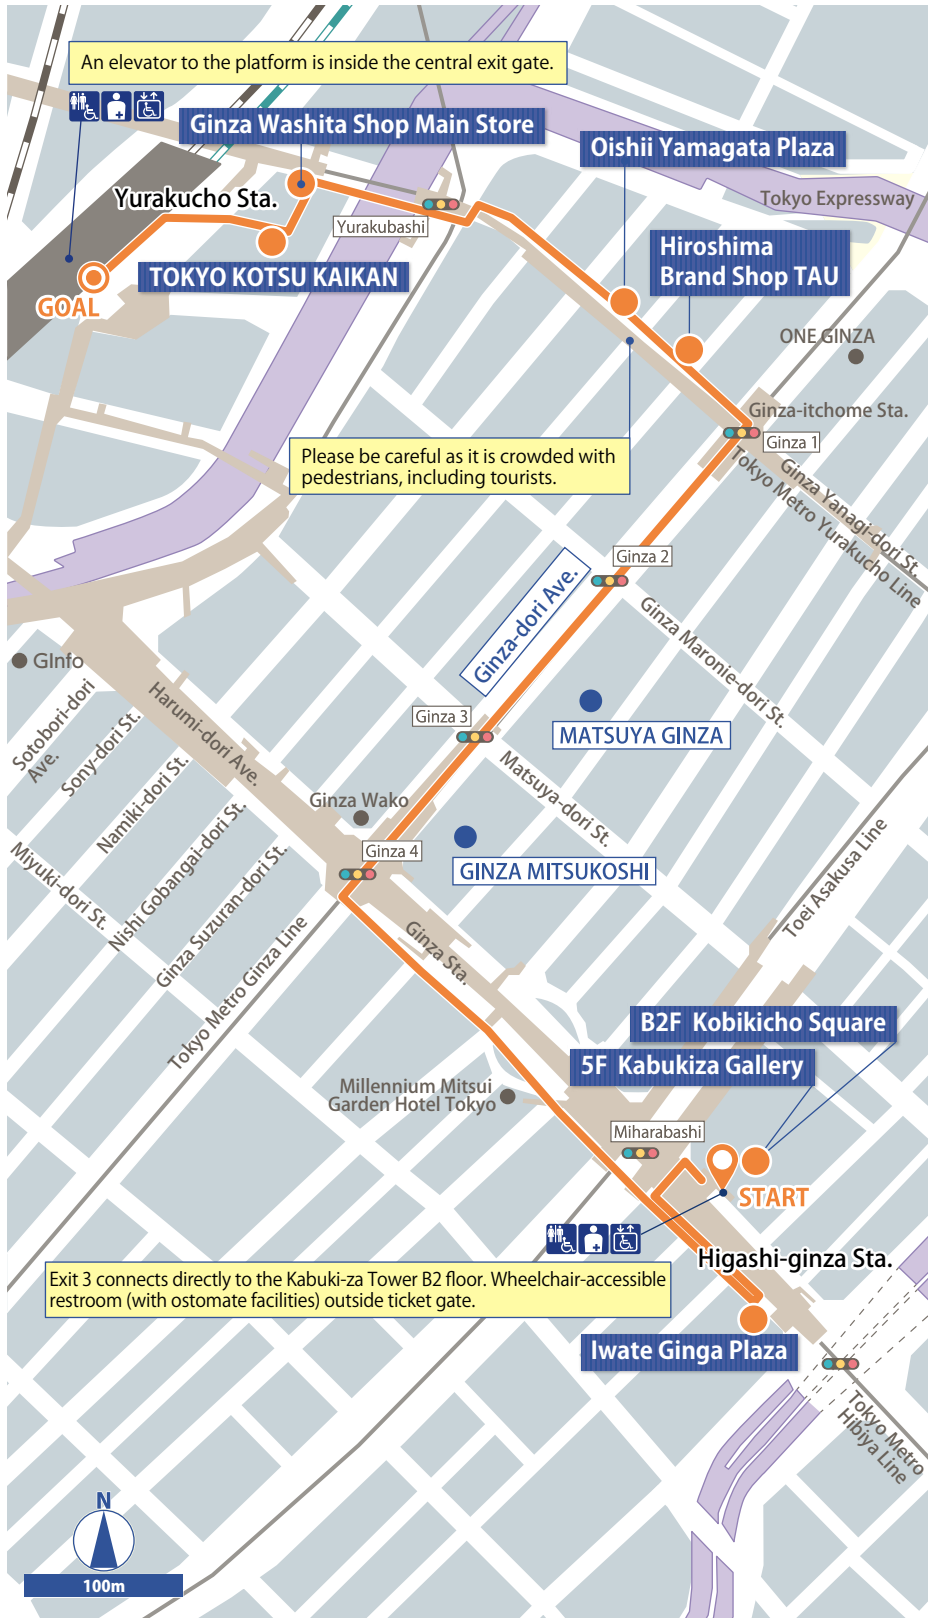 An elevator to the platform is inside the central exit gate.
Ginza Washita Shop Main Store
Oishii Yamagata Plaza
Yurakucho Sta.
Tokyo Expressway
Yurakubashi
Hiroshima
Brand Shop TAU
TOKYO KOTSU KAIKAN
GOAL
ONE GINZA
Ginza-itchome Sta.
Ginza 1
Please be careful as it is crowded with
pedestrians, including tourists.
Ginza Yanagi-dori St.
Tokyo Metro Yurakucho Line
Ginza 2
Ginza-dori Ave.
Ginza Maronie-dori St.
GInfo
Sotobori-dori
Ave.
Sony-dori St.
Harumi-dori Ave.
Ginza 3
MATSUYA GINZA
Namiki-dori St.
Matsuya-dori St.
Ginza Wako
Ginza 4
GINZA MITSUKOSHI
Miyuki-dori St.
Nishi Gobangai-dori St.
Ginza Suzuran-dori St.
Toei Asakusa Line
Tokyo Metro Ginza Line
Ginza Sta.
B2F Kobikicho Square
5F Kabukiza Gallery
Millennium Mitsui
Garden Hotel Tokyo
Miharabashi
START
Higashi-ginza Sta.
Exit 3 connects directly to the Kabuki-za Tower B2 floor. Wheelchair-accessible
restroom (with ostomate facilities) outside ticket gate.
Iwate Ginga Plaza
Tokyo Metro
Hibiya Line
N
100m